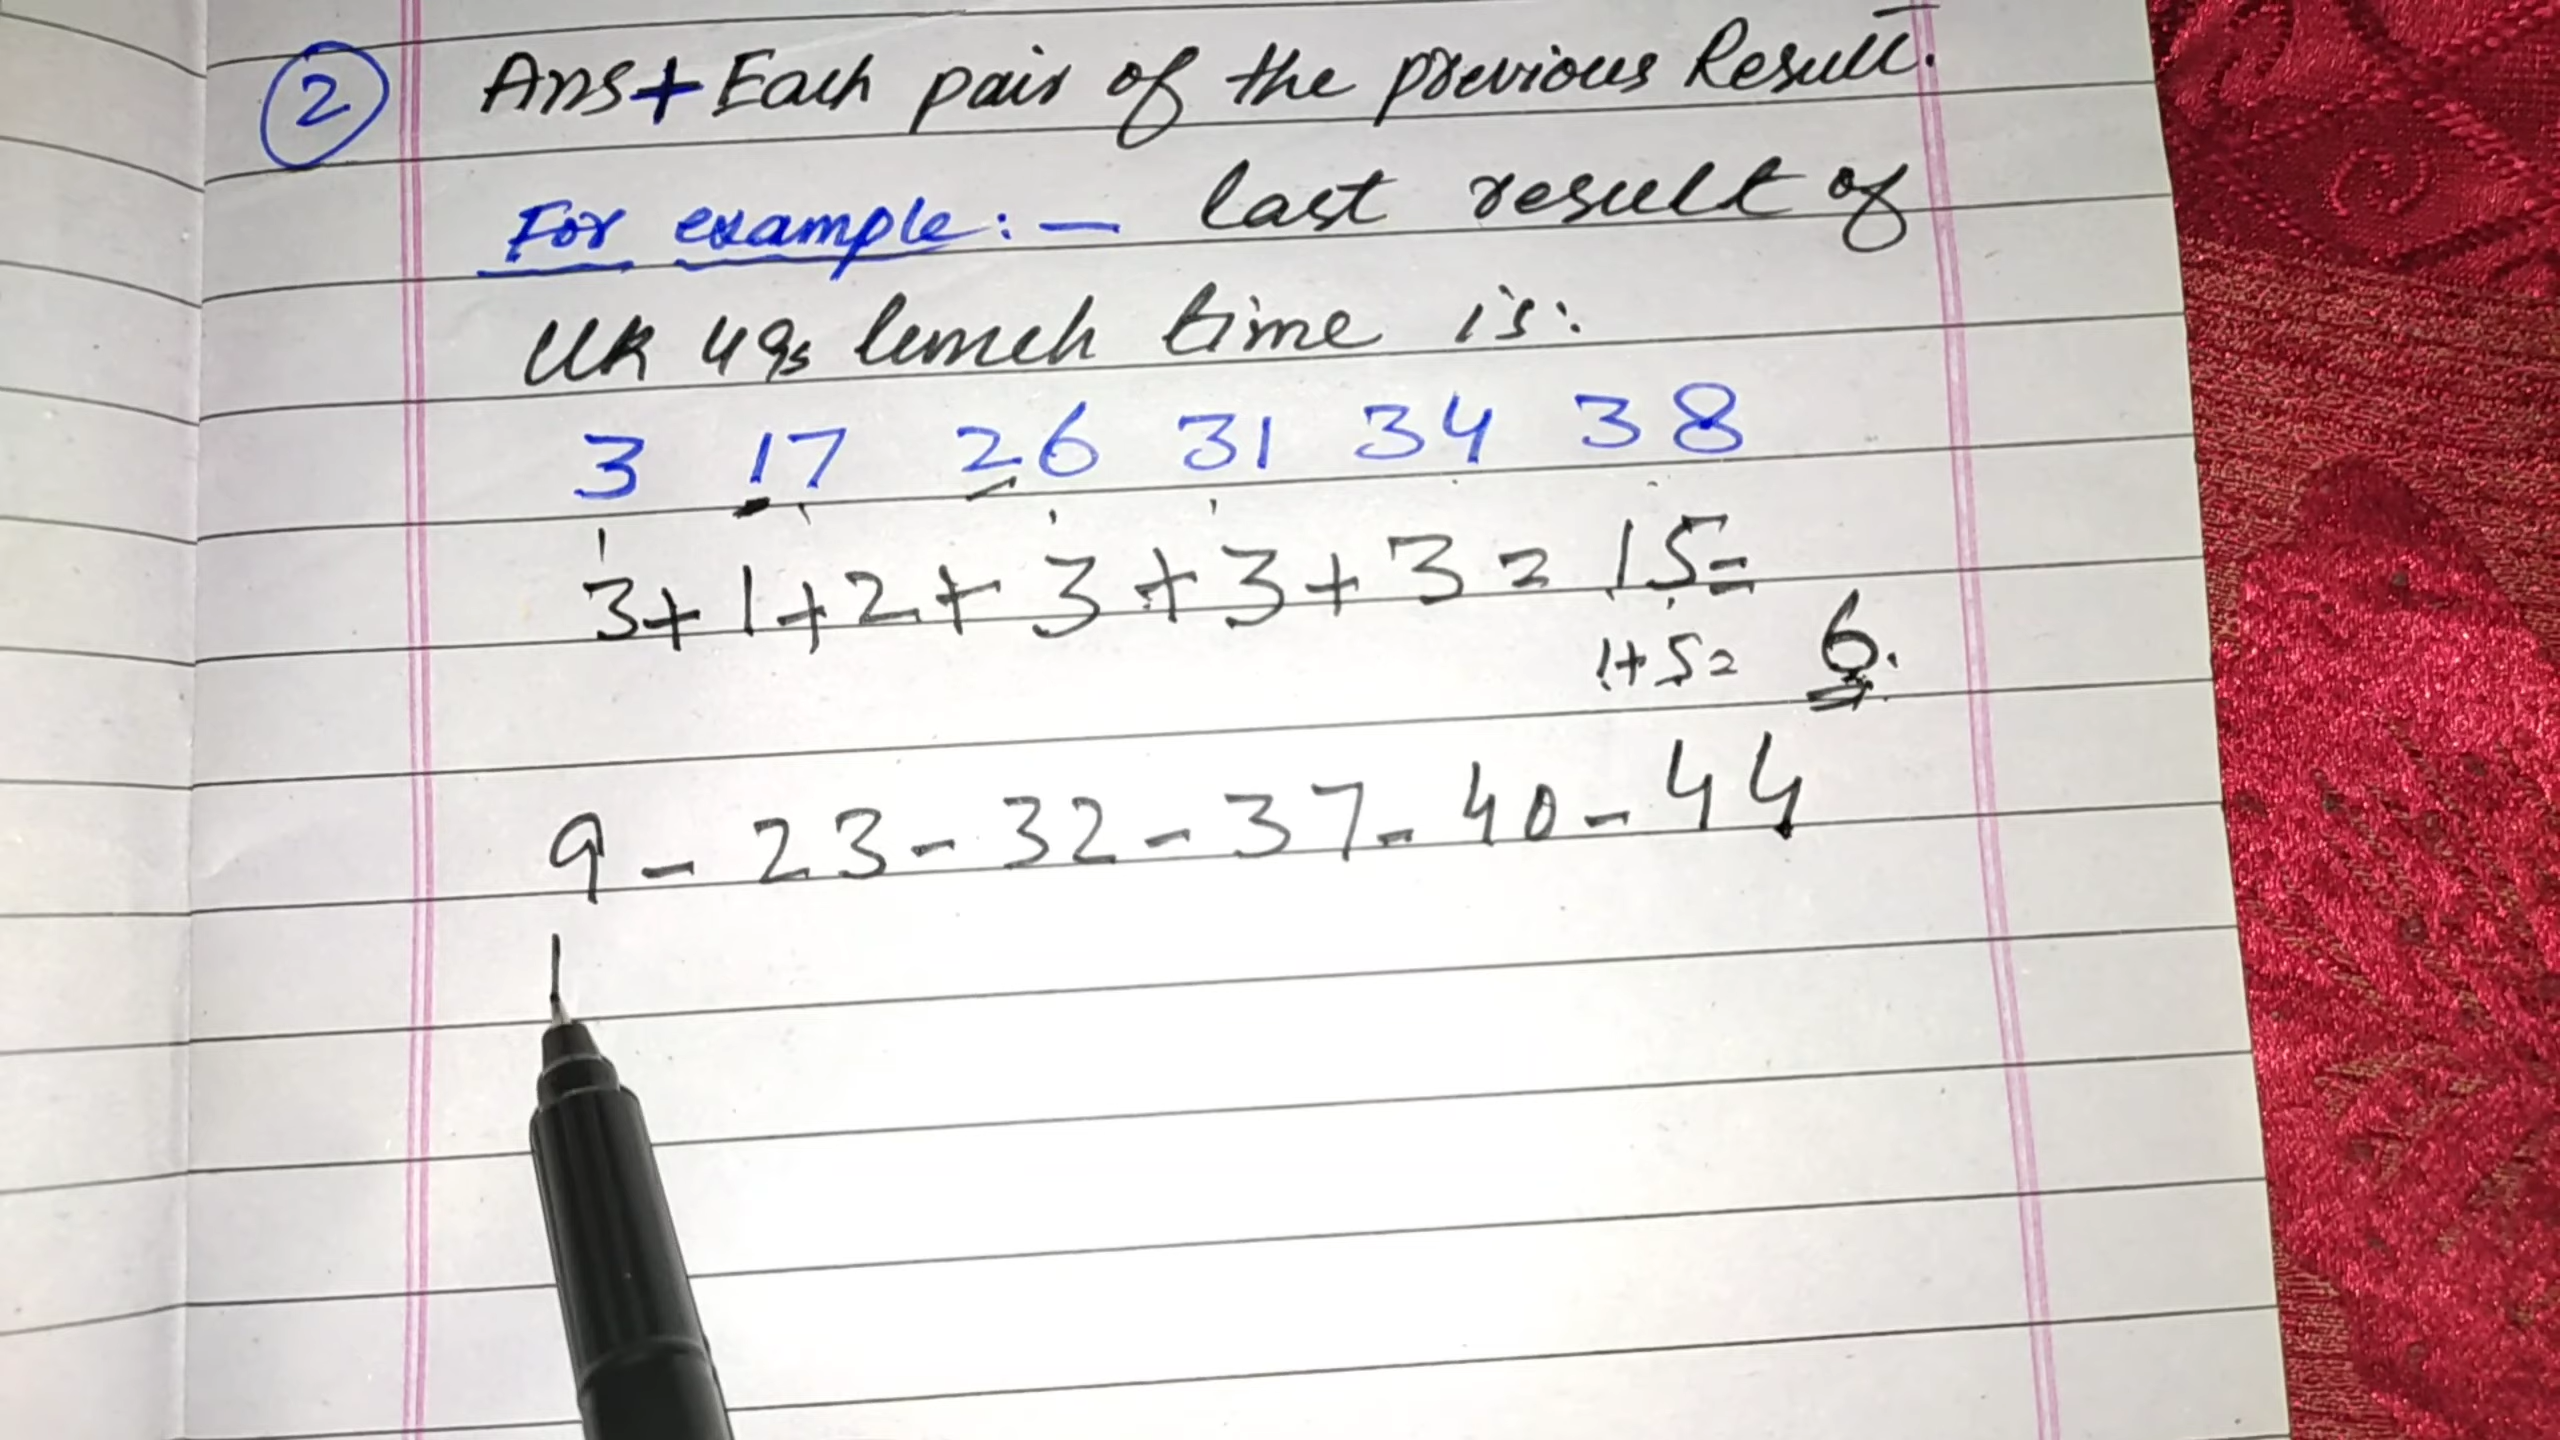 2 Ans + Each pair of the previous Result.
For example: — last result of
UK 49s lunch time is:
3 17 26 31 34 38
3+1+2+3+3+3=15=
1+5= 6.
9 - 23 - 32 - 37 - 40 - 44